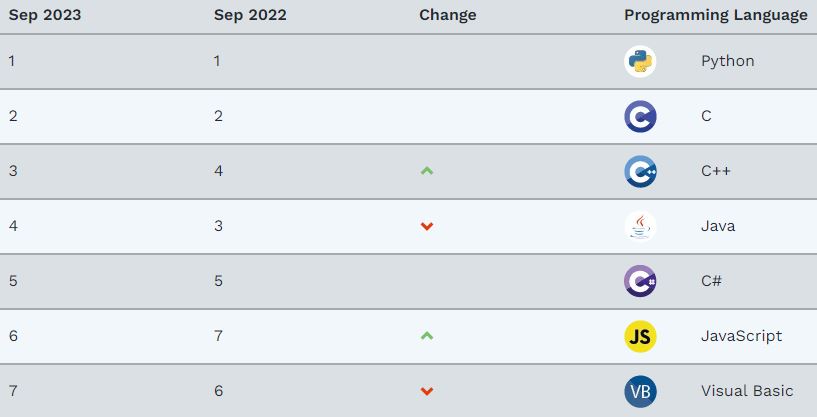 Sep 2023 Sep 2022 Change Programming Language
1 1 Python
2 2 C C
3 4 C++ C++
4 3 Java
5 5 C# C#
6 7 JS JavaScript
7 6 VB Visual Basic